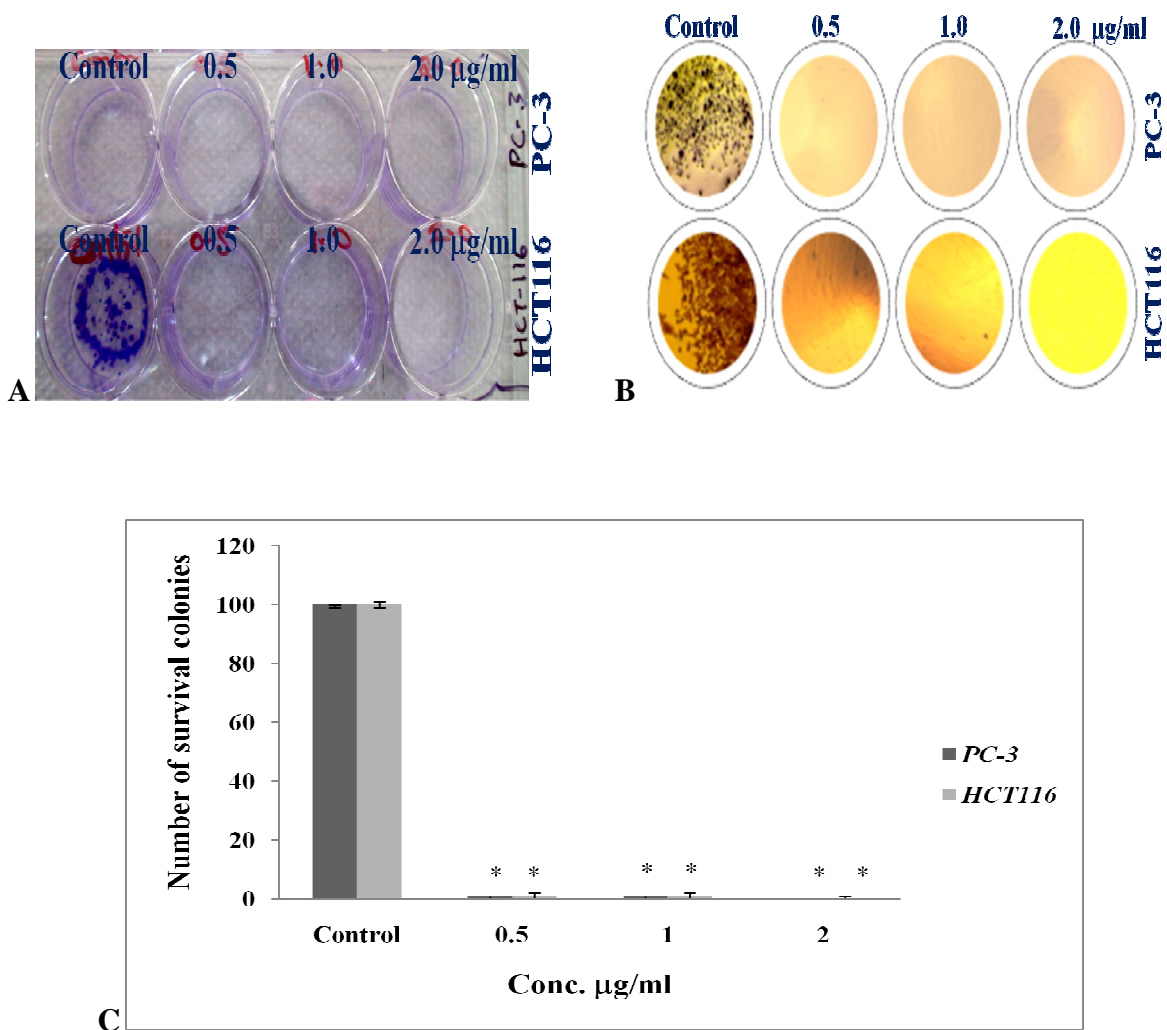 Control 0.5 1.0 2.0 µg/ml
PC-3
PC-3
Control 0.5 1.0 2.0 µg/ml
HCT-116
HCT116
A
Control 0.5 1.0 2.0 µg/ml
PC-3
HCT116
B
120
100
80
60
40
20
0
Number of survival colonies
* * * * * *
Control 0.5 1 2
Conc. µg/ml
PC-3
HCT116
C